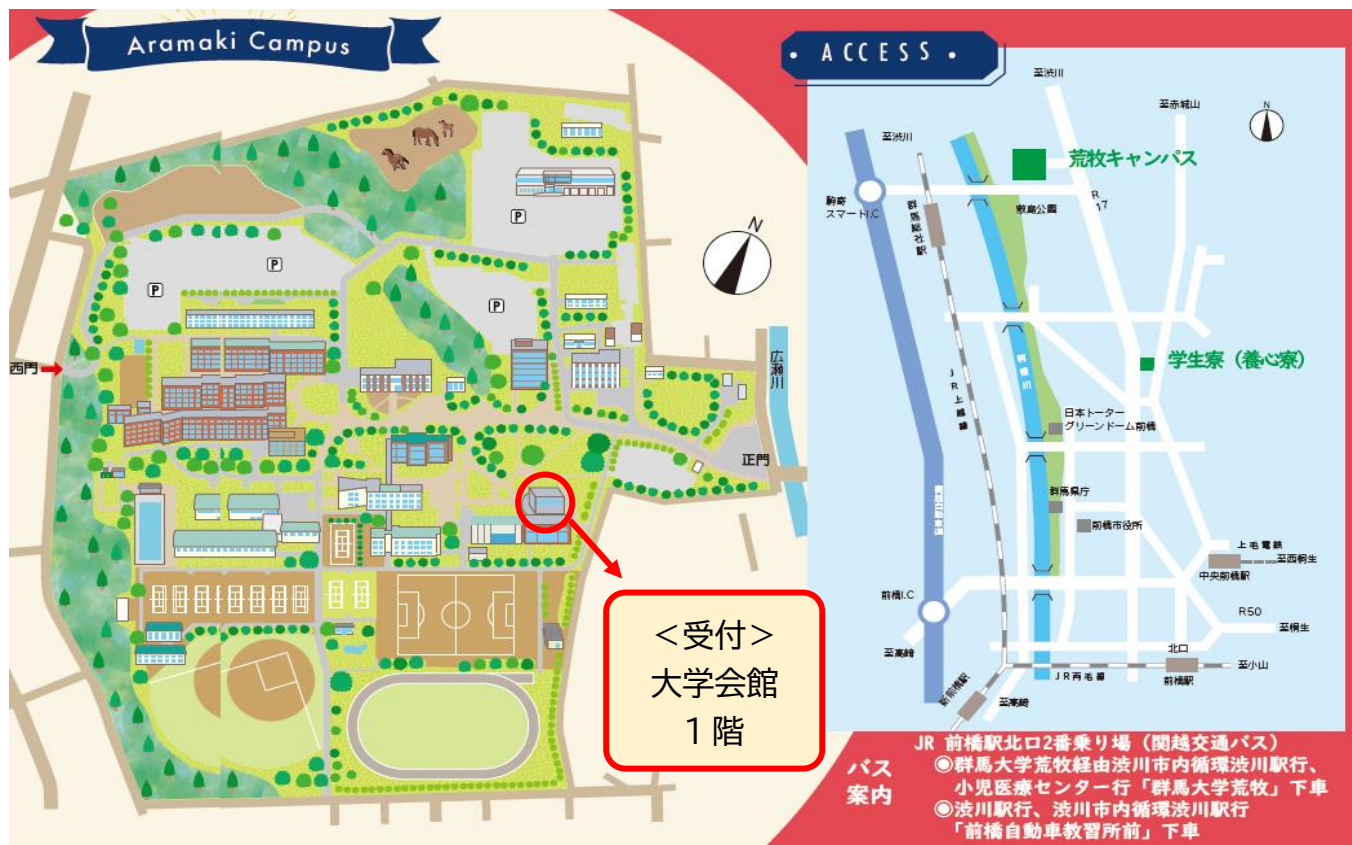 Aramaki Campus
N
P
P
P
P
西門
広瀬川
正門
<受付>
大学会館
1階
ACCESS
至渋川
至赤城山
N
至渋川
荒牧キャンパス
駒寄
スマートI.C
群馬総社駅
敷島公園
R
17
JR上越線
利根川
学生寮(養心寮)
日本トーター
グリーンドーム前橋
群馬県庁
前橋市役所
上毛電鉄
至西桐生
中央前橋駅
前橋I.C
R50
至桐生
至高崎
北口
至小山
前橋駅
JR両毛線
新前橋駅
至高崎
バス
案内
JR 前橋駅北口2番乗り場(関越交通バス)
◎群馬大学荒牧経由渋川市内循環渋川駅行、
小児医療センター行「群馬大学荒牧」下車
◎渋川駅行、渋川市内循環渋川駅行
「前橋自動車教習所前」下車